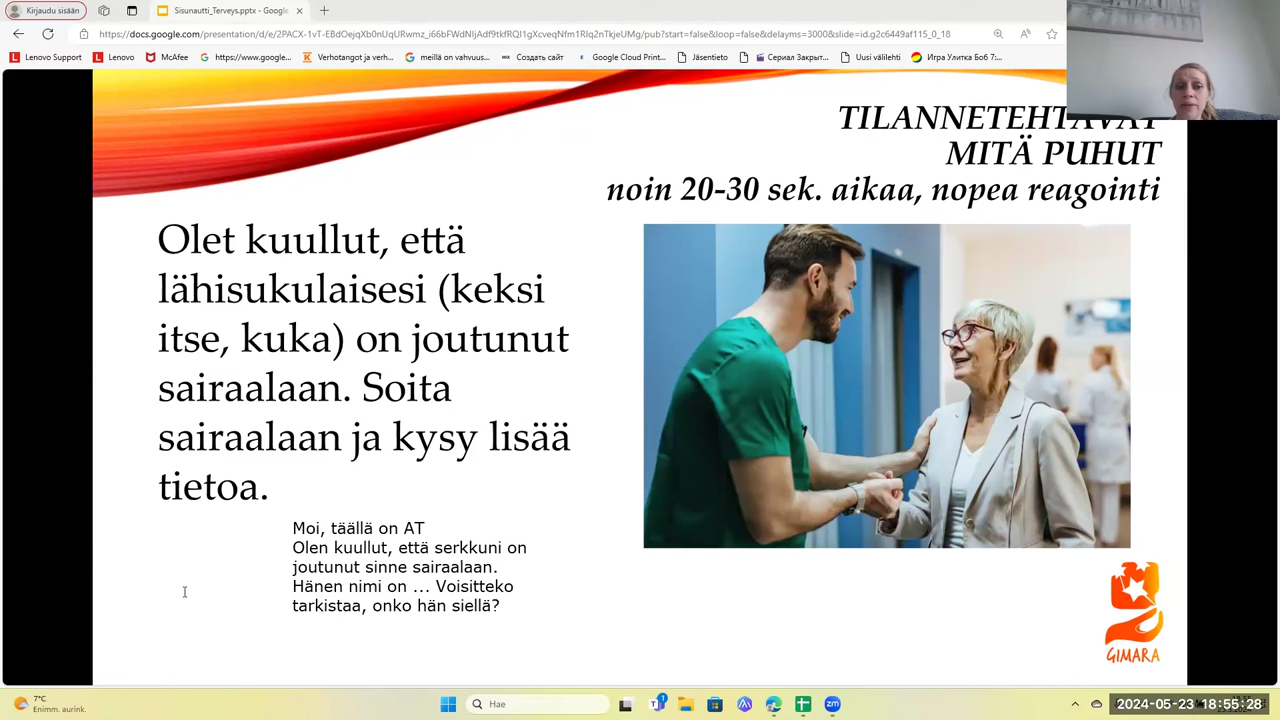 Kirjaudu sisään
Sisunautti_Terveys.pptx - Google
https://docs.google.com/presentation/d/e/2PACX-1vT-EBdOejqXb0nUqURwmz_i66bFWdNIjAdf9tkfRQJ1gXcveqNfm1Rlq2nTkjeUMg/pub?start=false&loop=false&delayms=3000&slide=id.g2c6449af115_0_18
Lenovo Support
Lenovo
McAfee
https://www.google...
Verhotangot ja verh...
meillä on vahvuus...
Создать сайт
Google Cloud Print...
Jäsentieto
Сериал Закрыт...
Uusi välilehti
Игра Улитка Боб 7:...
TILANNETEHTÄVÄT
MITÄ PUHUT
noin 20-30 sek. aikaa, nopea reagointi
Olet kuullut, että
lähisukulaisesi (keksi
itse, kuka) on joutunut
sairaalaan. Soita
sairaalaan ja kysy lisää
tietoa.
Moi, täällä on AT
Olen kuullut, että serkkuni on
joutunut sinne sairaalaan.
Hänen nimi on ... Voisitteko
tarkistaa, onko hän siellä?
GIMARA
7°C
Enimm. aurink.
Hae
1
zm
2024-05-23 18:55:28